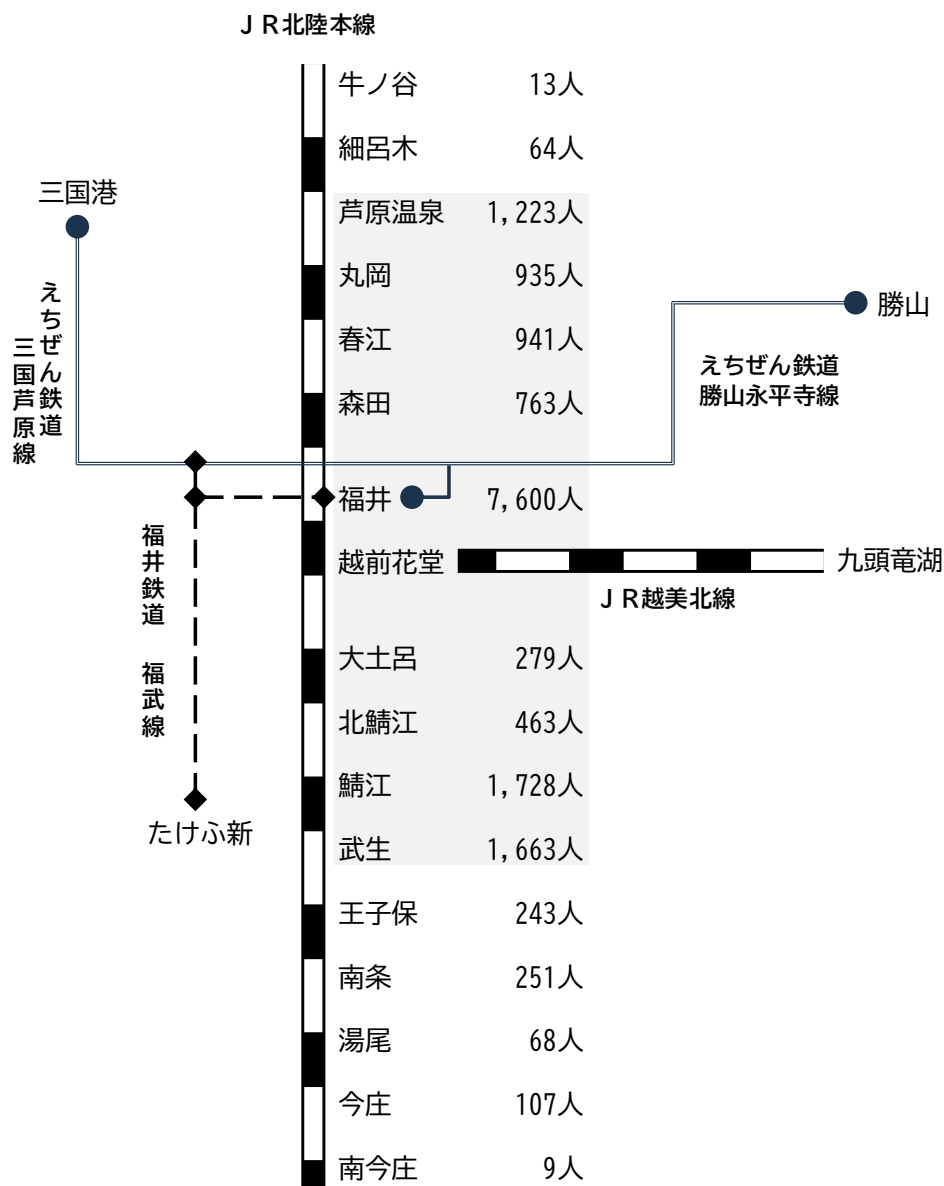 ＪＲ北陸本線
牛ノ谷 13人
細呂木 64人
三国港
芦原温泉 1,223人
丸岡 935人
勝山
えちぜん鉄道
三国芦原線
春江 941人
えちぜん鉄道
勝山永平寺線
森田 763人
福井 7,600人
福井鉄道 福武線
越前花堂
九頭竜湖
ＪＲ越美北線
大土呂 279人
北鯖江 463人
鯖江 1,728人
たけふ新
武生 1,663人
王子保 243人
南条 251人
湯尾 68人
今庄 107人
南今庄 9人